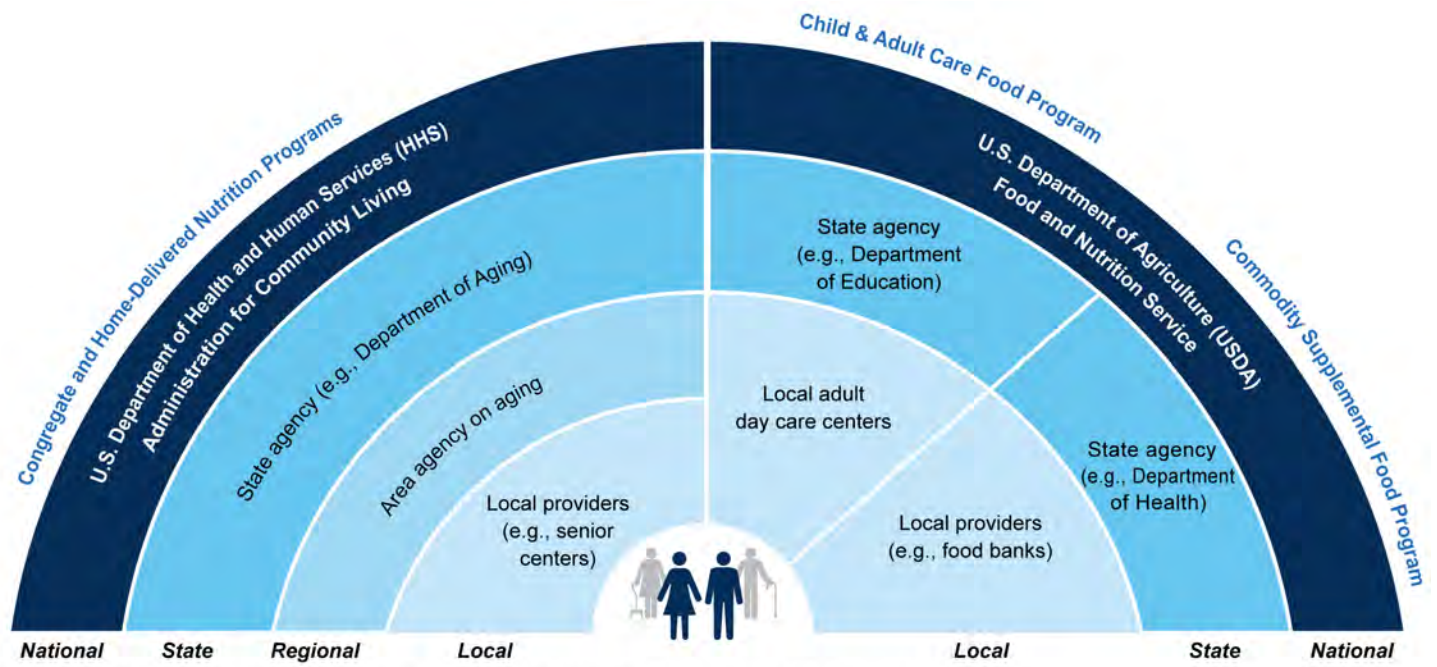 Congregate and Home-Delivered Nutrition Programs
U.S. Department of Health and Human Services (HHS)
Administration for Community Living
State agency (e.g., Department of Aging)
Area agency on aging
Local providers
(e.g., senior
centers)
Child & Adult Care Food Program
U.S. Department of Agriculture (USDA)
Food and Nutrition Service
Commodity Supplemental Food Program
State agency
(e.g., Department
of Education)
Local adult
day care centers
State agency
(e.g., Department
of Health)
Local providers
(e.g., food banks)
National State Regional Local Local State National